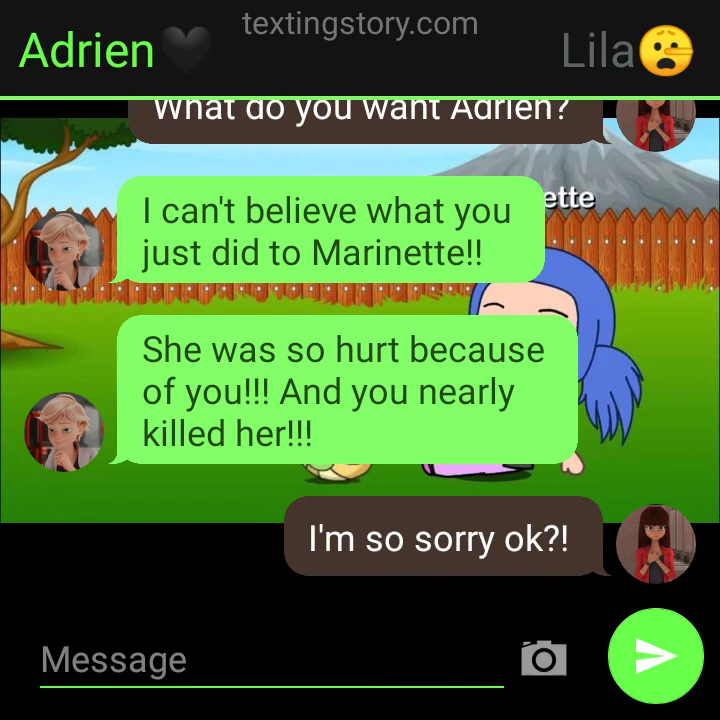 textingstory.com
Adrien🖤
Lila🤥
What do you want Adrien?
ette
I can't believe what you
just did to Marinette!!
She was so hurt because
of you!!! And you nearly
killed her!!!
I'm so sorry ok?!
Message